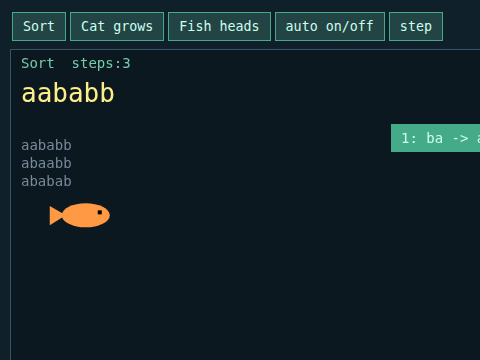 Sort Cat grows Fish heads auto on/off step
Sort steps:3
aababb
1: ba ->
aababb
abaabb
ababab